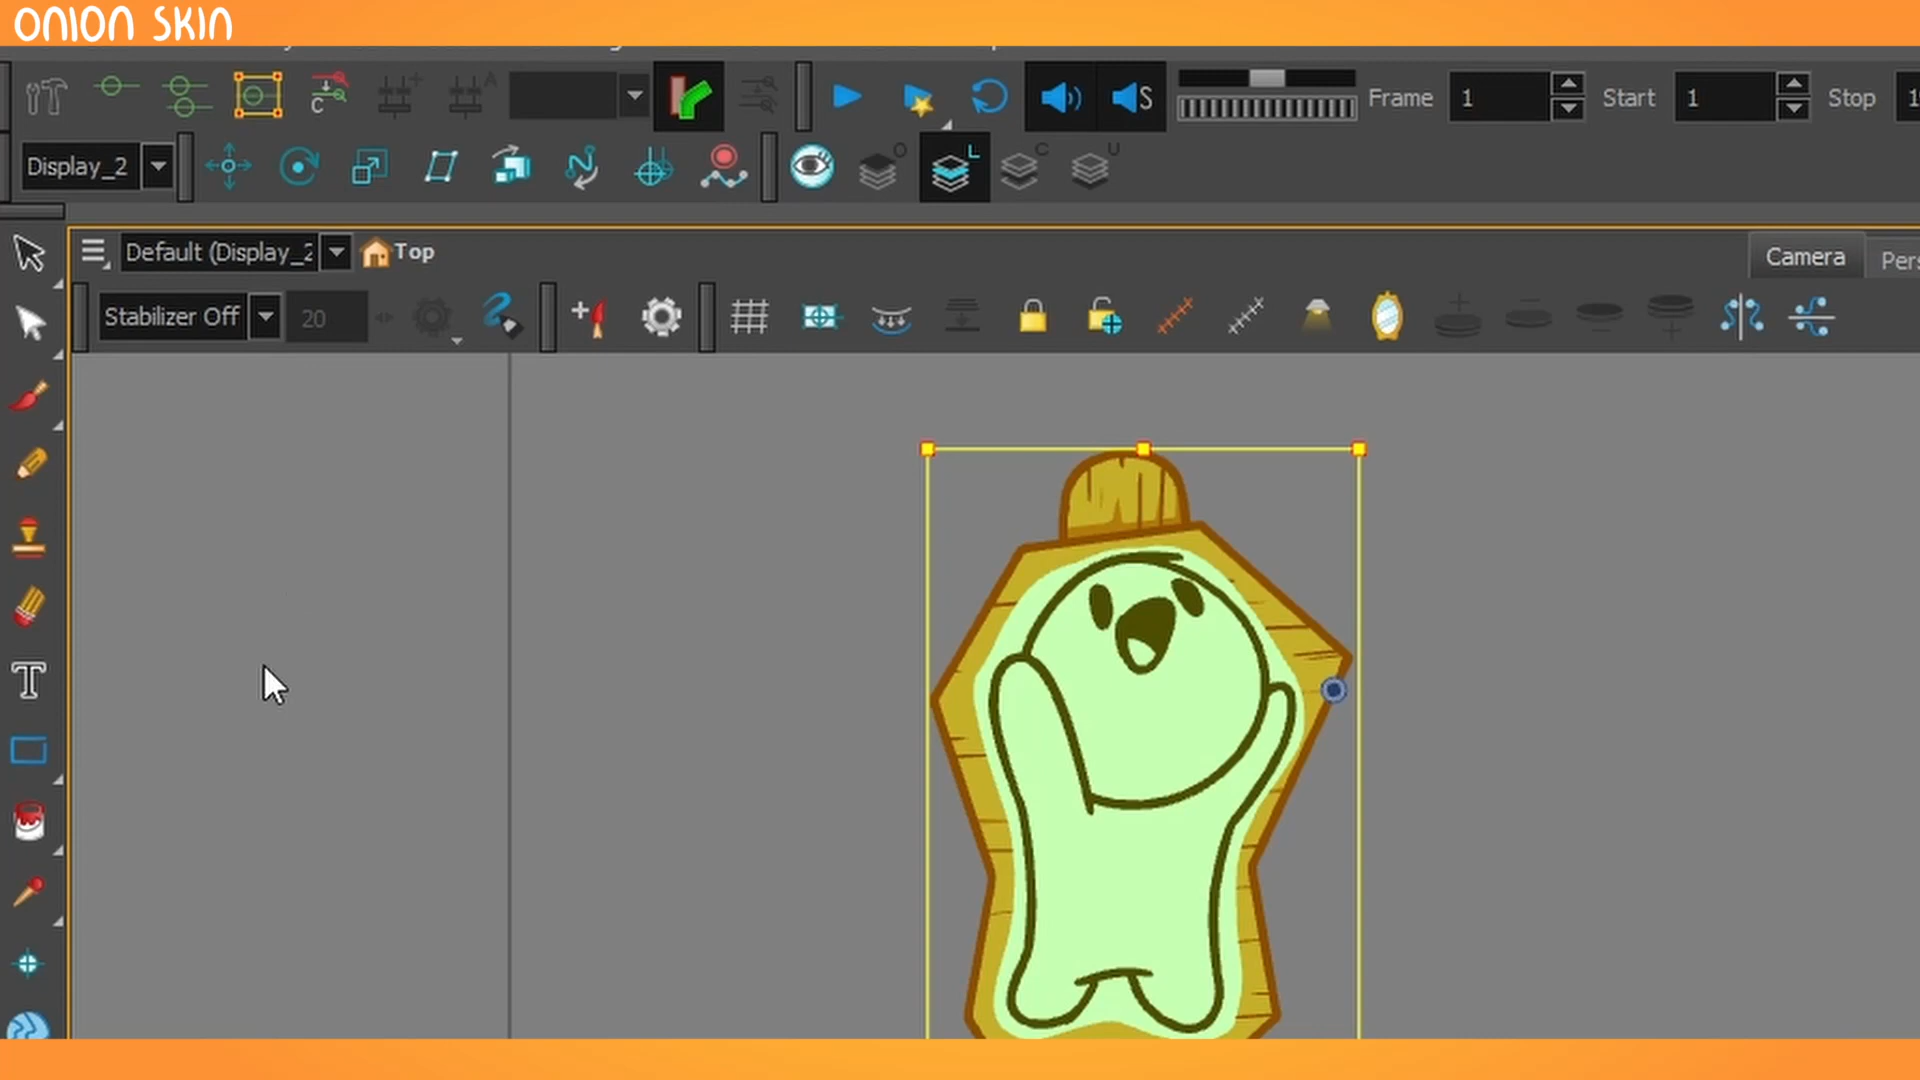 ONION SKIN
Frame 1 Start 1 Stop
Display_2
Default (Display_2 Top
Camera
Stabilizer Off 20